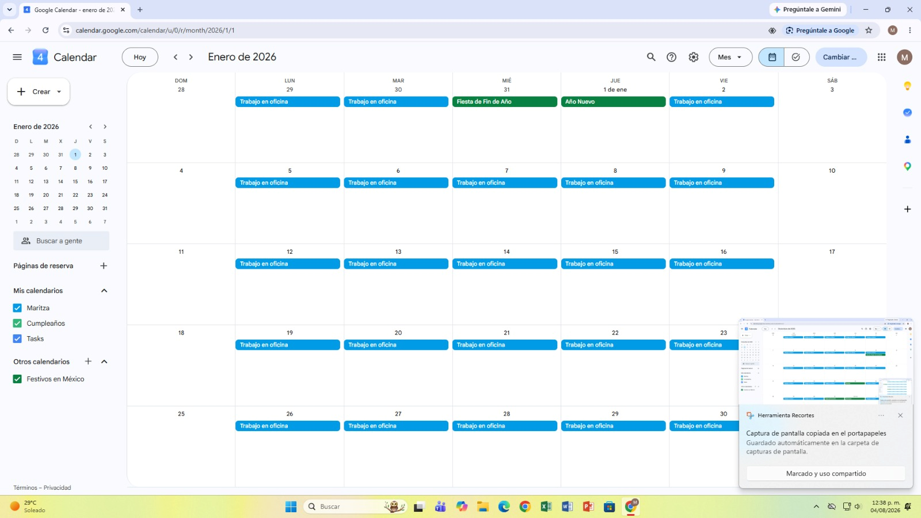 Google Calendar - enero de 20
Pregúntale a Gemini
calendar.google.com/calendar/u/0/r/month/2026/1/1
Pregúntale a Google
M
4
Calendar
Hoy
Enero de 2026
Mes
Cambiar ...
M
Crear
Enero de 2026
D L M X J V S
28 29 30 31 1 2 3
4 5 6 7 8 9 10
11 12 13 14 15 16 17
18 19 20 21 22 23 24
25 26 27 28 29 30 31
1 2 3 4 5 6 7
Buscar a gente
Páginas de reserva
Mis calendarios
Maritza
Cumpleaños
Tasks
Otros calendarios
Festivos en México
Términos – Privacidad
DOM LUN MAR MIÉ JUE VIE SÁB
28 29 30 31 1 de ene 2 3
Trabajo en oficina Trabajo en oficina Fiesta de Fin de Año Año Nuevo Trabajo en oficina
4 5 6 7 8 9 10
Trabajo en oficina Trabajo en oficina Trabajo en oficina Trabajo en oficina Trabajo en oficina
11 12 13 14 15 16 17
Trabajo en oficina Trabajo en oficina Trabajo en oficina Trabajo en oficina Trabajo en oficina
18 19 20 21 22 23
Trabajo en oficina Trabajo en oficina Trabajo en oficina Trabajo en oficina Trabajo en
25 26 27 28 29 30
Trabajo en oficina Trabajo en oficina Trabajo en oficina Trabajo en oficina Trabajo en
Herramienta Recortes
Captura de pantalla copiada en el portapapeles
Guardado automáticamente en la carpeta de
capturas de pantalla.
Marcado y uso compartido
29°C
Soleado
Buscar
12:38 p. m.
04/08/2026